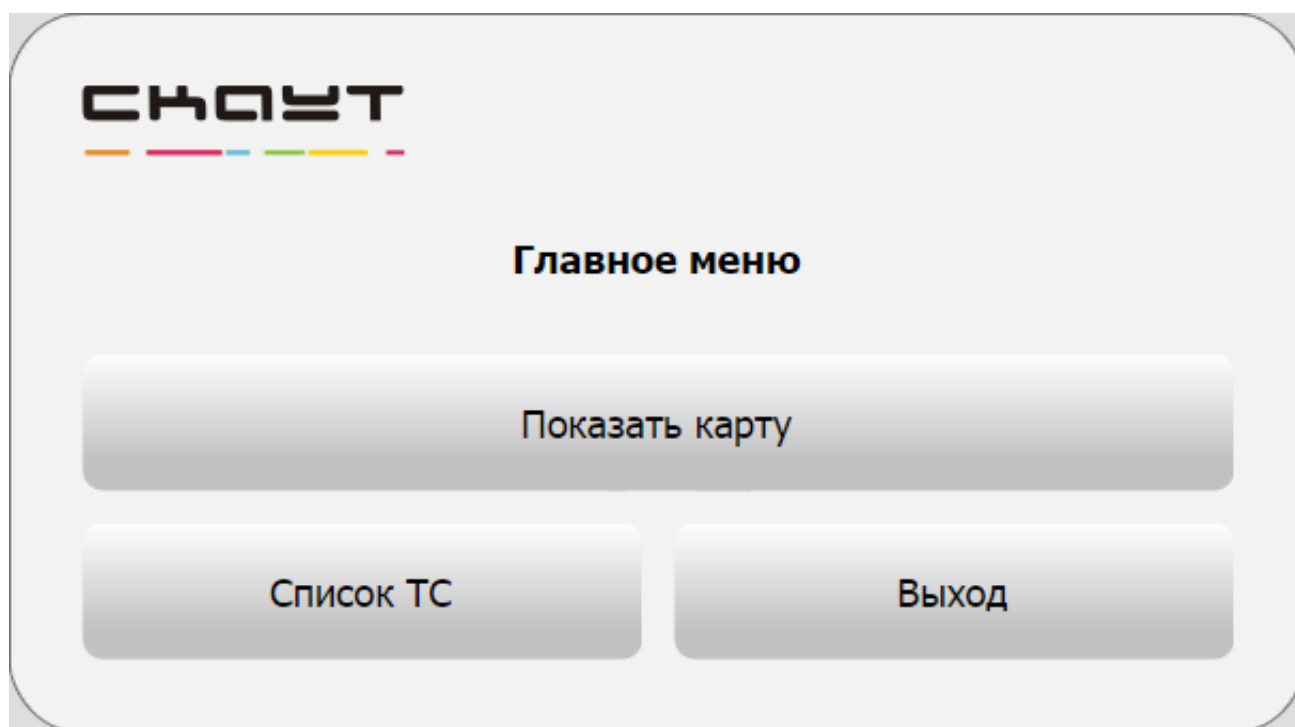 скаут
Главное меню
Показать карту
Список ТС
Выход